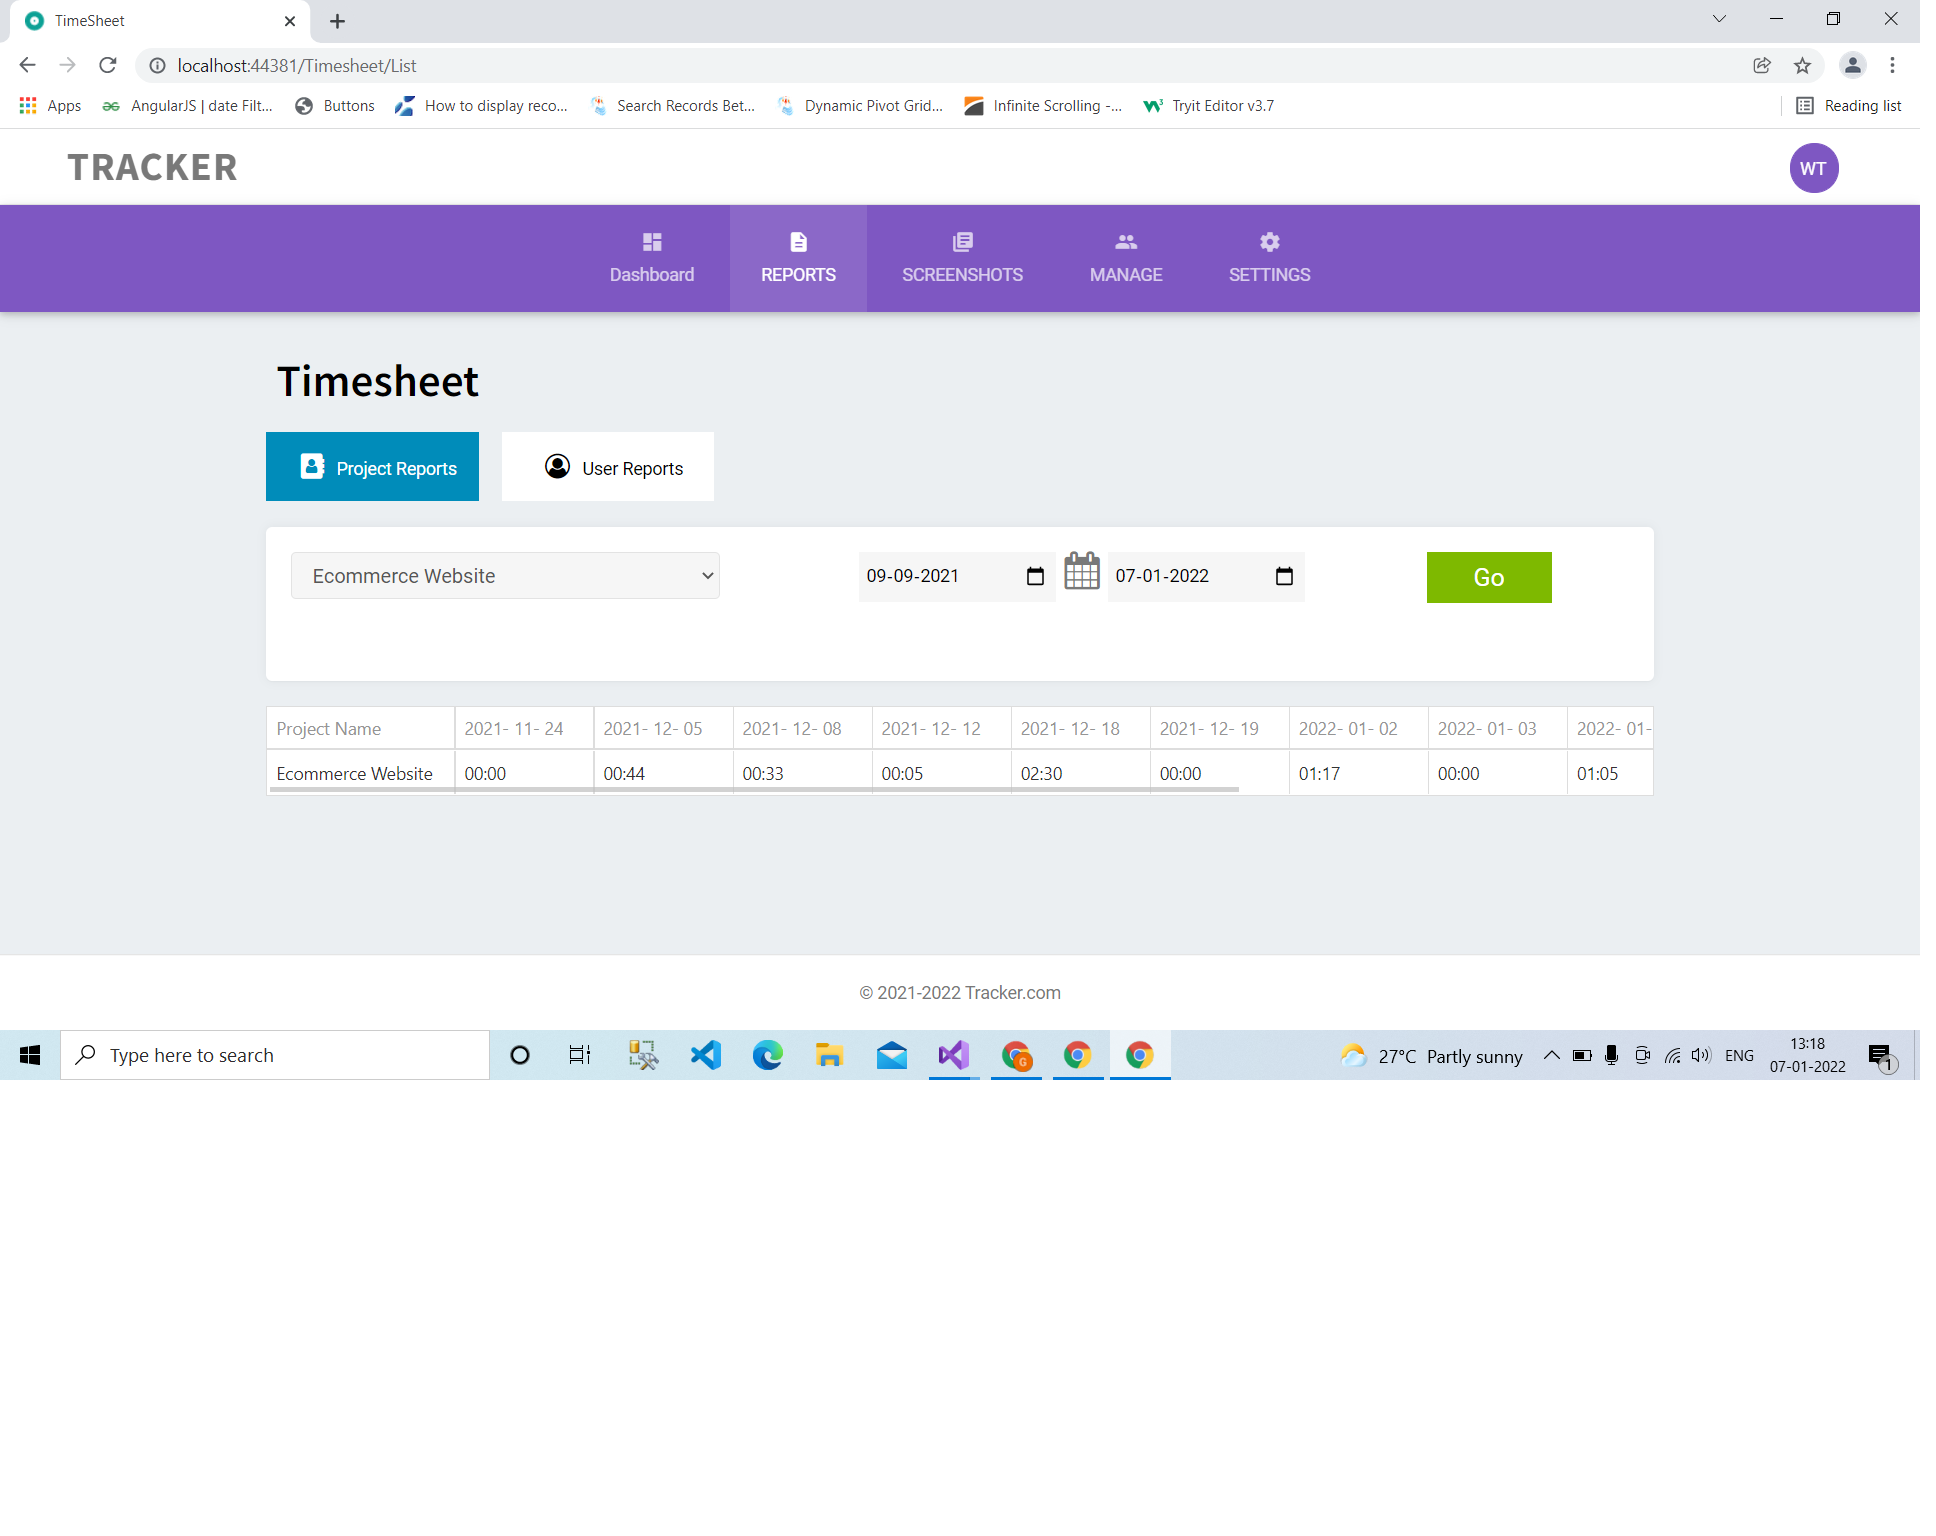 TimeSheet
localhost:44381/Timesheet/List
Apps AngularJS | date Filt... Buttons How to display reco... Search Records Bet... Dynamic Pivot Grid... Infinite Scrolling -... Tryit Editor v3.7 Reading list
TRACKER
WT
Dashboard REPORTS SCREENSHOTS MANAGE SETTINGS
Timesheet
Project Reports User Reports
Ecommerce Website 09-09-2021 07-01-2022 Go
Project Name 2021- 11- 24 2021- 12- 05 2021- 12- 08 2021- 12- 12 2021- 12- 18 2021- 12- 19 2022- 01- 02 2022- 01- 03 2022- 01-
Ecommerce Website 00:00 00:44 00:33 00:05 02:30 00:00 01:17 00:00 01:05
© 2021-2022 Tracker.com
Type here to search
G
27°C Partly sunny
ENG
13:18
07-01-2022
1